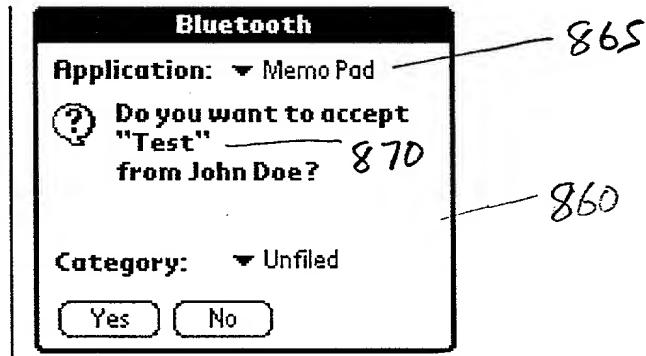 Bluetooth
Application: Memo Pad 865
Do you want to accept
"Test" 870
from John Doe?
860
Category: Unfiled
Yes No